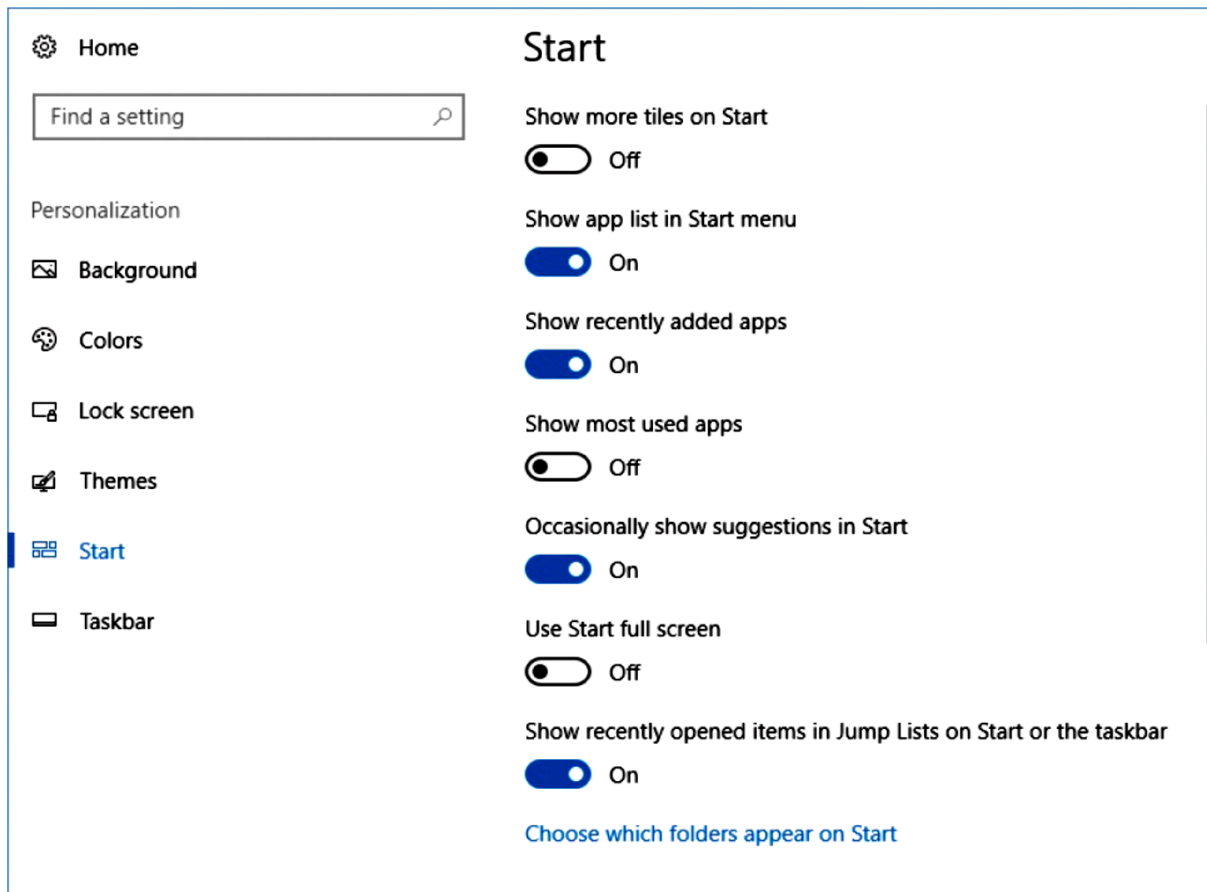 Home
Find a setting
Personalization
Background
Colors
Lock screen
Themes
Start
Taskbar
Start
Show more tiles on Start
Off
Show app list in Start menu
On
Show recently added apps
On
Show most used apps
Off
Occasionally show suggestions in Start
On
Use Start full screen
Off
Show recently opened items in Jump Lists on Start or the taskbar
On
Choose which folders appear on Start